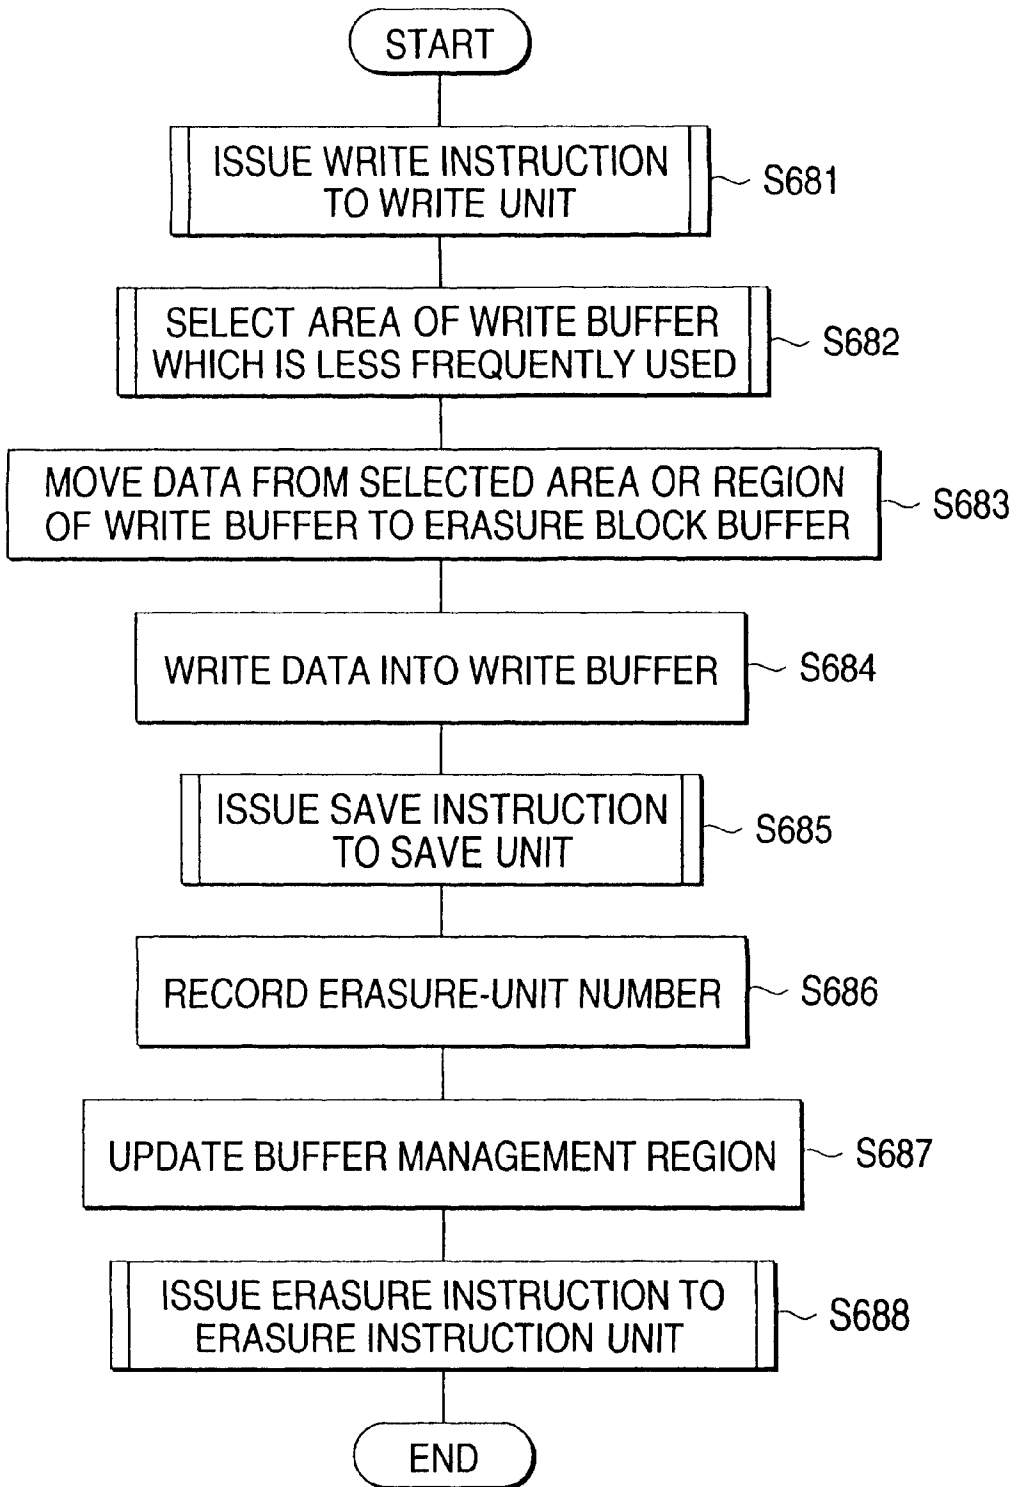 START
ISSUE WRITE INSTRUCTION
TO WRITE UNIT
S681
SELECT AREA OF WRITE BUFFER
WHICH IS LESS FREQUENTLY USED
S682
MOVE DATA FROM SELECTED AREA OR REGION
OF WRITE BUFFER TO ERASURE BLOCK BUFFER
S683
WRITE DATA INTO WRITE BUFFER
S684
ISSUE SAVE INSTRUCTION
TO SAVE UNIT
S685
RECORD ERASURE-UNIT NUMBER
S686
UPDATE BUFFER MANAGEMENT REGION
S687
ISSUE ERASURE INSTRUCTION TO
ERASURE INSTRUCTION UNIT
S688
END